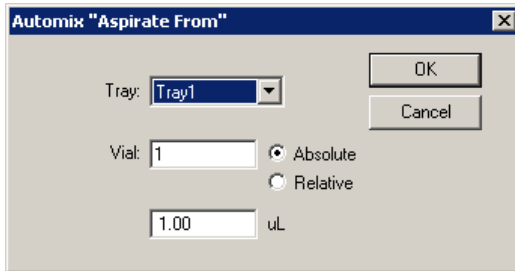 Automix "Aspirate From"
OK
Tray: Tray1
Cancel
Vial: 1 Absolute
Relative
1.00 uL